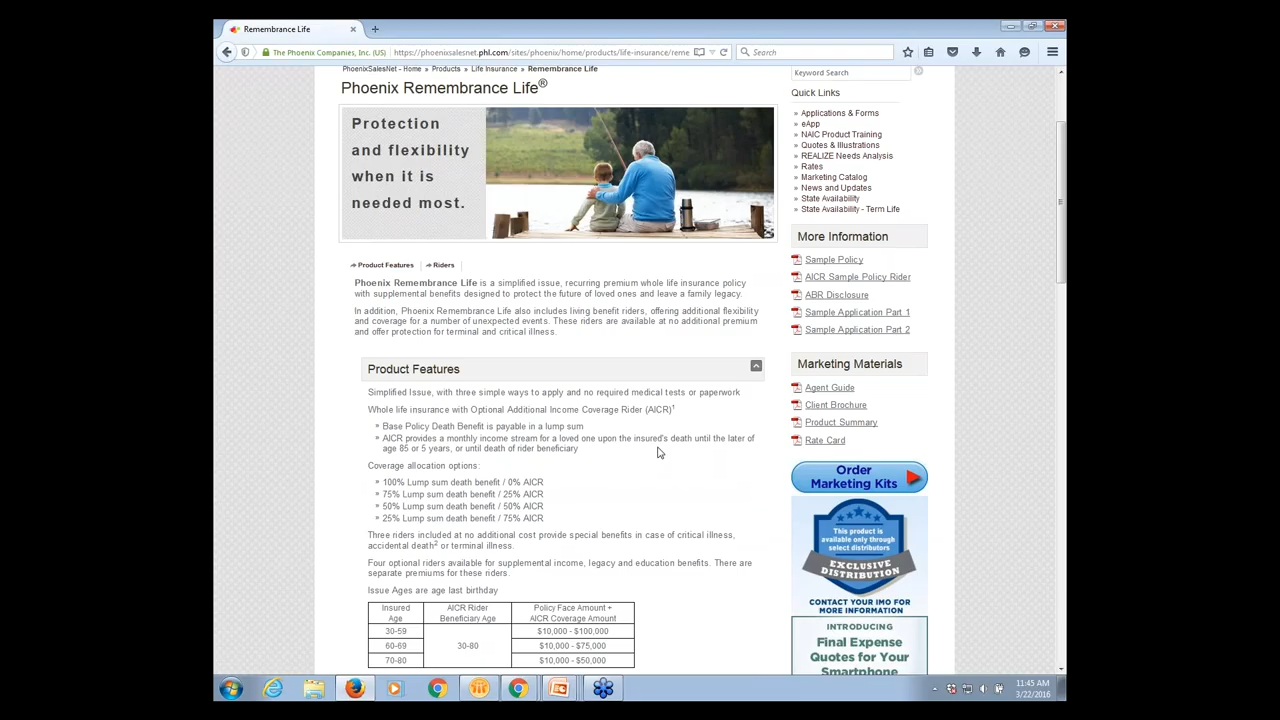 Remembrance Life
The Phoenix Companies, Inc. (US)
https://phoenixsalesnet.phl.com/sites/phoenix/home/products/life-insurance/reme
Search
PhoenixSalesNet - Home » Products » Life Insurance » Remembrance Life
Phoenix Remembrance Life®
Protection
and flexibility
when it is
needed most.
Product Features
Riders
Phoenix Remembrance Life is a simplified issue, recurring premium whole life insurance policy
with supplemental benefits designed to protect the future of loved ones and leave a family legacy.
In addition, Phoenix Remembrance Life also includes living benefit riders, offering additional flexibility
and coverage for a number of unexpected events. These riders are available at no additional premium
and offer protection for terminal and critical illness.
Product Features
Simplified Issue, with three simple ways to apply and no required medical tests or paperwork
Whole life insurance with Optional Additional Income Coverage Rider (AICR)¹
» Base Policy Death Benefit is payable in a lump sum
» AICR provides a monthly income stream for a loved one upon the insured's death until the later of
age 85 or 5 years, or until death of rider beneficiary
Coverage allocation options:
» 100% Lump sum death benefit / 0% AICR
» 75% Lump sum death benefit / 25% AICR
» 50% Lump sum death benefit / 50% AICR
» 25% Lump sum death benefit / 75% AICR
Three riders included at no additional cost provide special benefits in case of critical illness,
accidental death² or terminal illness.
Four optional riders available for supplemental income, legacy and education benefits. There are
separate premiums for these riders.
Issue Ages are age last birthday
Insured Age
AICR Rider Beneficiary Age
Policy Face Amount + AICR Coverage Amount
30-59 $10,000 - $100,000
60-69 30-80 $10,000 - $75,000
70-80 $10,000 - $50,000
Keyword Search
Quick Links
» Applications & Forms
» eApp
» NAIC Product Training
» Quotes & Illustrations
» REALIZE Needs Analysis
» Rates
» Marketing Catalog
» News and Updates
» State Availability
» State Availability - Term Life
More Information
Sample Policy
AICR Sample Policy Rider
ABR Disclosure
Sample Application Part 1
Sample Application Part 2
Marketing Materials
Agent Guide
Client Brochure
Product Summary
Rate Card
Order
Marketing Kits
This product is
available only through
select distributors
EXCLUSIVE
DISTRIBUTION
CONTACT YOUR IMO FOR
MORE INFORMATION
INTRODUCING
Final Expense
Quotes for Your
Smartphone
11:45 AM
3/22/2016